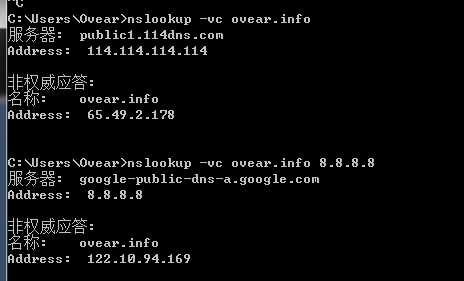 ^C
C:\Users\Ovear>nslookup -vc ovear.info
服务器:  public1.114dns.com
Address:  114.114.114.114
非权威应答:
名称:    ovear.info
Address:  65.49.2.178
C:\Users\Ovear>nslookup -vc ovear.info 8.8.8.8
服务器:  google-public-dns-a.google.com
Address:  8.8.8.8
非权威应答:
名称:    ovear.info
Address:  122.10.94.169